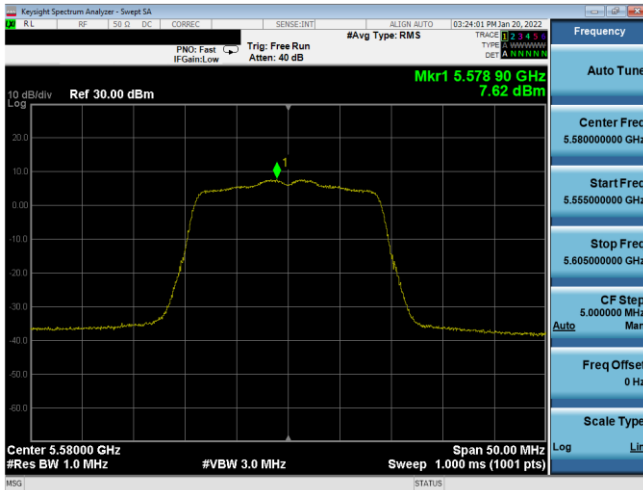 Keysight Spectrum Analyzer - Swept SA
RL RF 50 Ω DC CORREC SENSE:INT ALIGN AUTO 03:24:01 PM Jan 20, 2022
#Avg Type: RMS TRACE 1 2 3 4 5 6
PNO: Fast Trig: Free Run TYPE A WWWWW
IFGain:Low Atten: 40 dB DET A NNNNN
Mkr1 5.578 90 GHz
7.62 dBm
10 dB/div Ref 30.00 dBm
Log
20.0
10.0
0.00
-10.0
-20.0
-30.0
-40.0
-50.0
-60.0
1
Center 5.58000 GHz Span 50.00 MHz
#Res BW 1.0 MHz #VBW 3.0 MHz Sweep 1.000 ms (1001 pts)
MSG STATUS
Frequency
Auto Tune
Center Freq
5.580000000 GHz
Start Freq
5.555000000 GHz
Stop Freq
5.605000000 GHz
CF Step
5.000000 MHz
Auto Man
Freq Offset
0 Hz
Scale Type
Log Lin